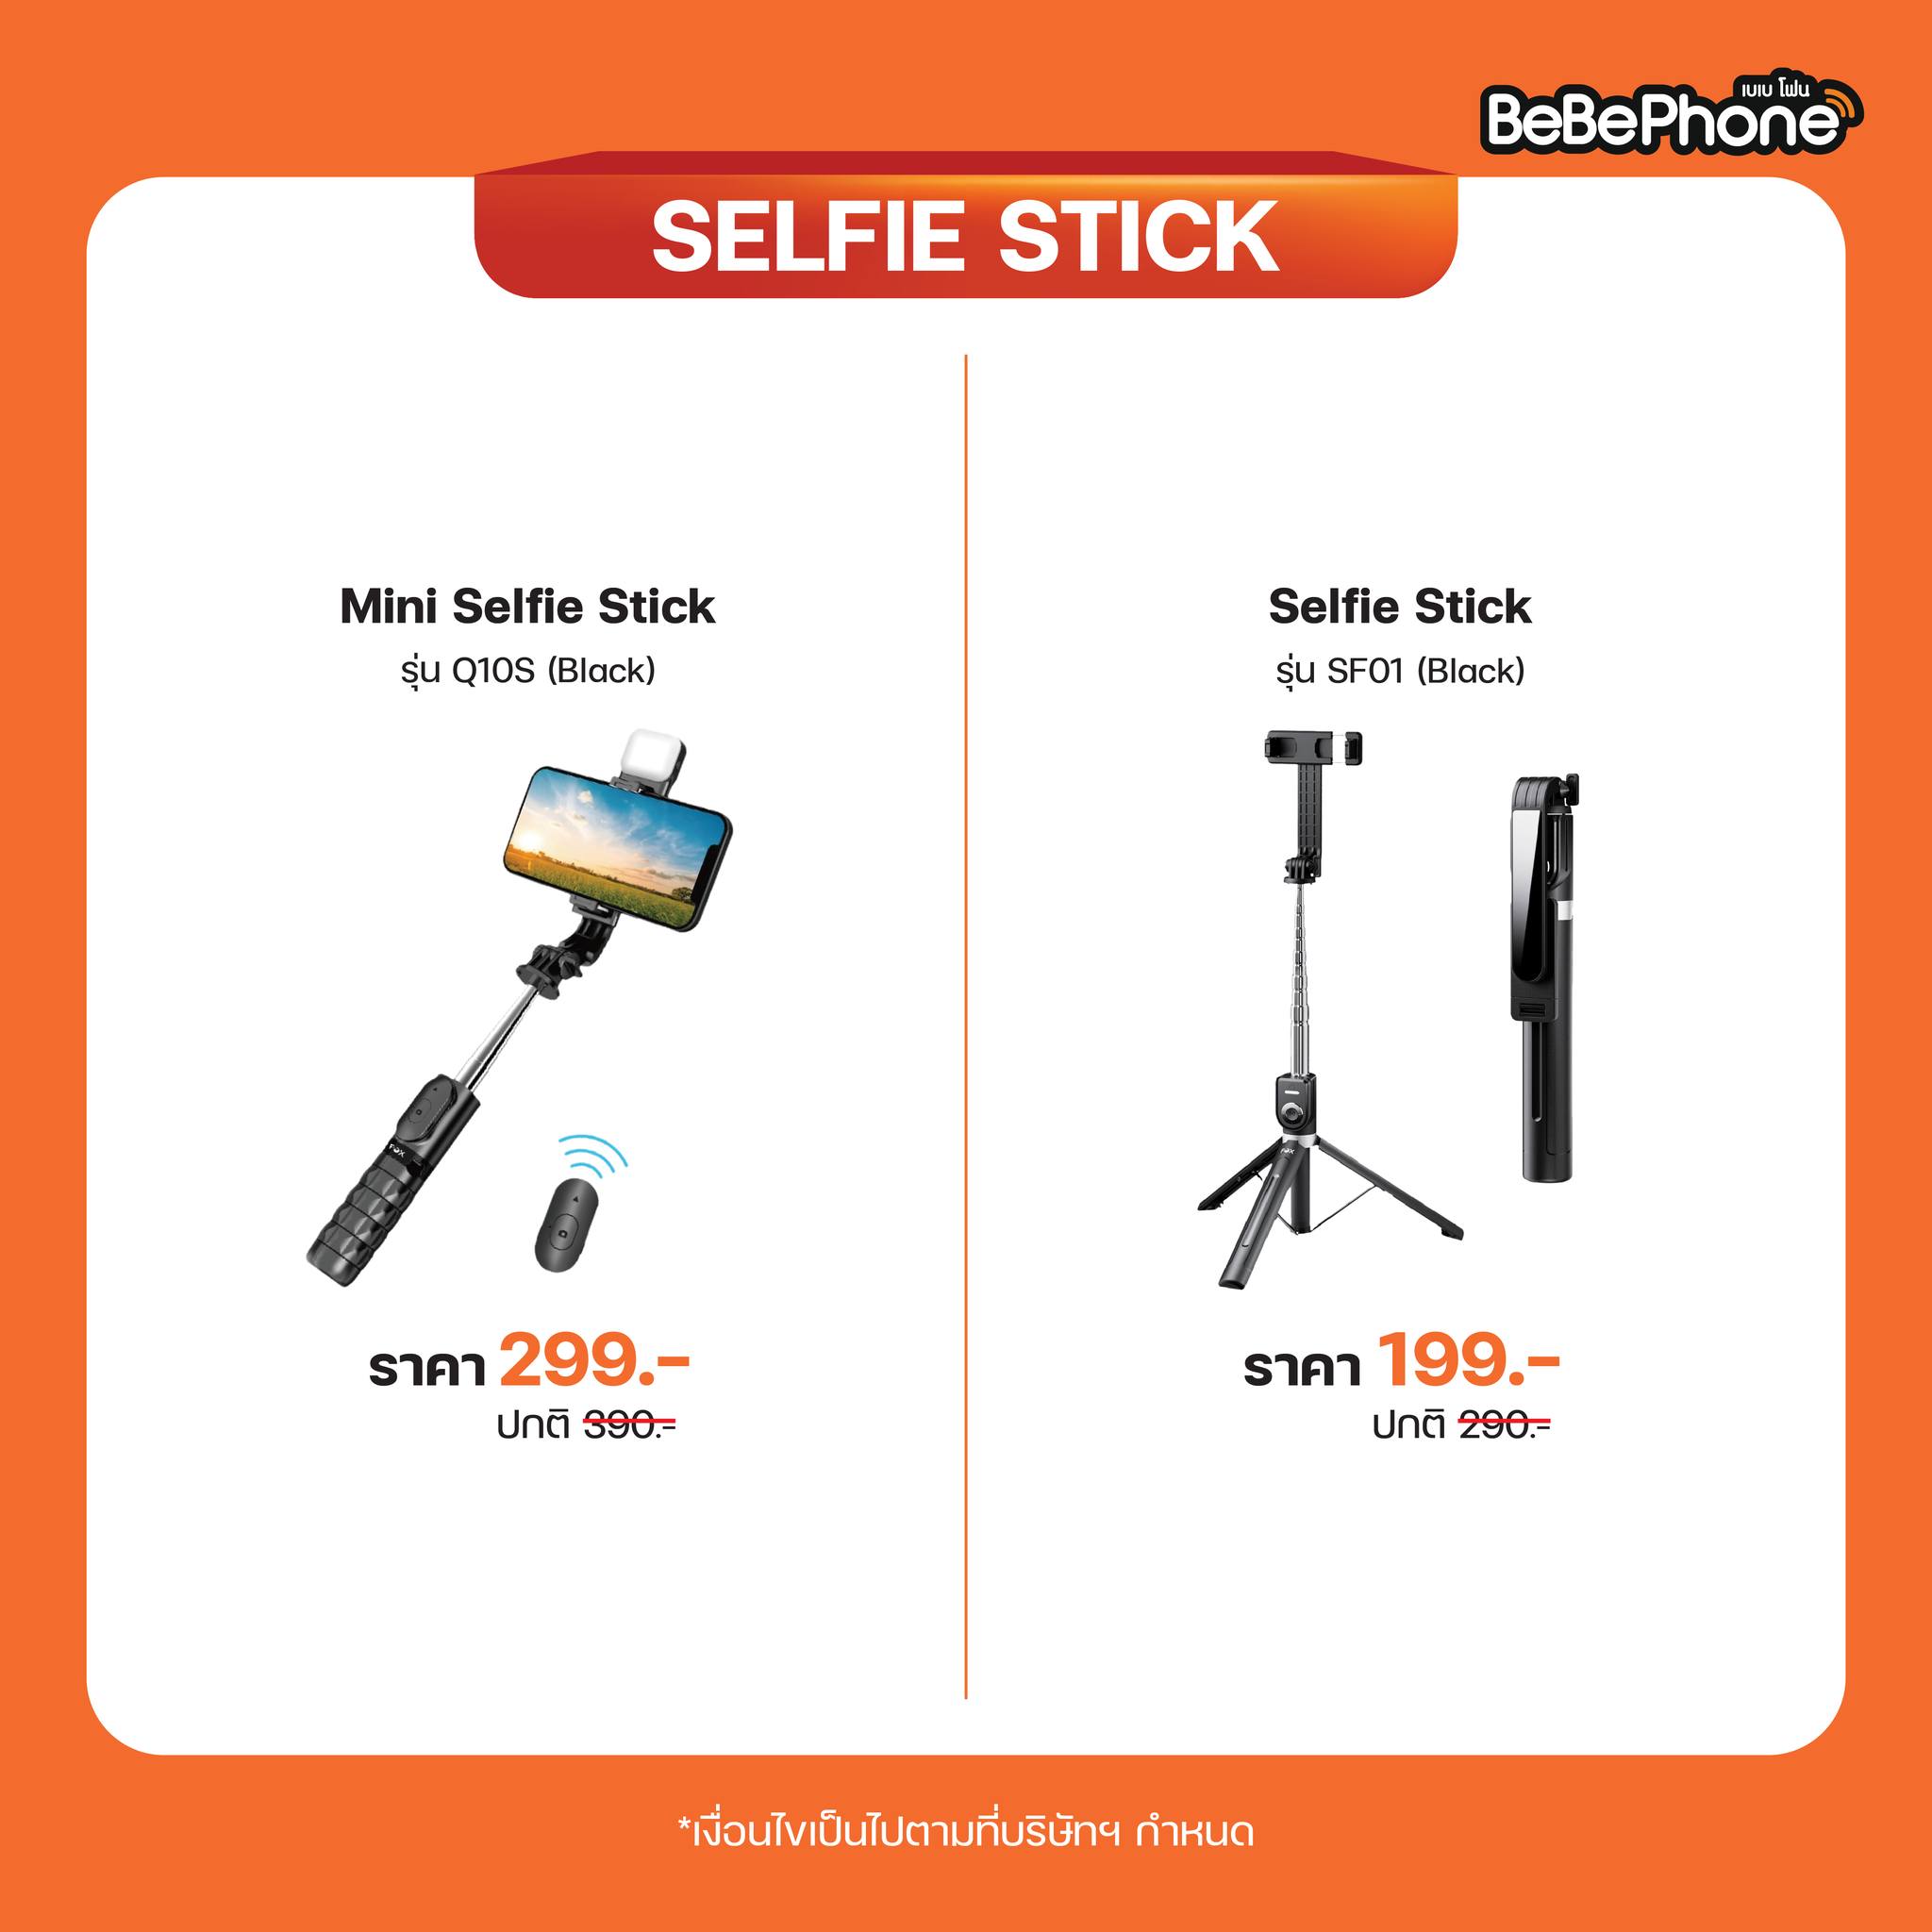 เบเบ โฟน
BeBePhone
SELFIE STICK
Mini Selfie Stick
รุ่น Q10S (Black)
FOX
ราคา 299.-
ปกติ 390.-
Selfie Stick
รุ่น SF01 (Black)
FOX
ราคา 199.-
ปกติ 290.-
*เงื่อนไขเป็นไปตามที่บริษัทฯ กำหนด